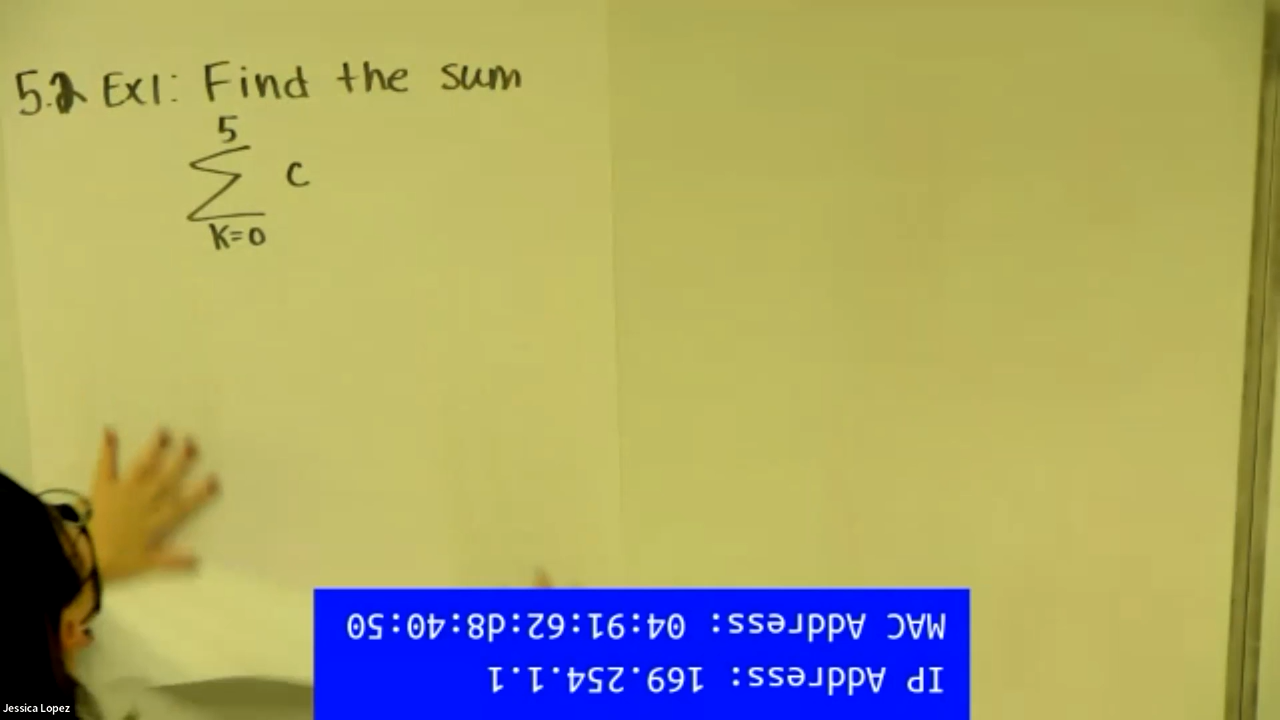 5.2 Ex1: Find the sum
5
∑ c
K=0
IP Address: 169.254.1.1
MAC Address: 04:91:62:d8:40:50
Jessica Lopez